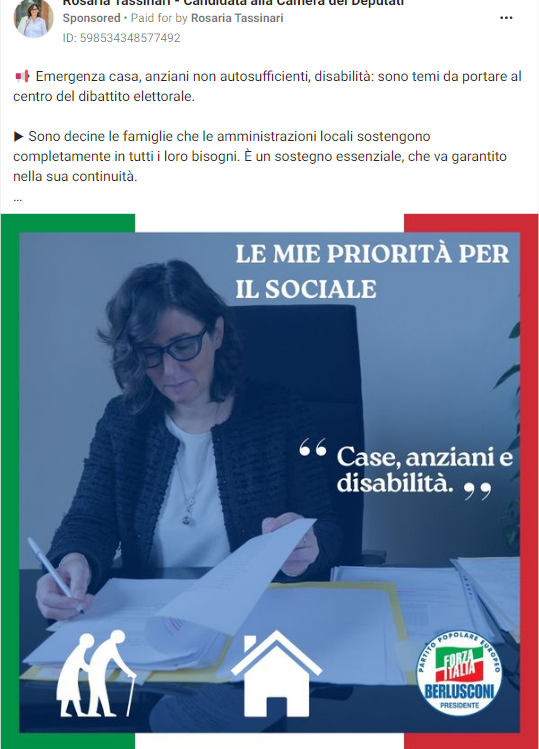 Rosaria Tassinari - Candidata alla Camera dei Deputati
Sponsored • Paid for by Rosaria Tassinari
ID: 598534348577492
Emergenza casa, anziani non autosufficienti, disabilità: sono temi da portare al
centro del dibattito elettorale.
▶ Sono decine le famiglie che le amministrazioni locali sostengono
completamente in tutti i loro bisogni. È un sostegno essenziale, che va garantito
nella sua continuità.
...
LE MIE PRIORITÀ PER
IL SOCIALE
“ Case, anziani e
disabilità. ”
PARTITO POPOLARE EUROPEO
FORZA
ITALIA
BERLUSCONI
PRESIDENTE